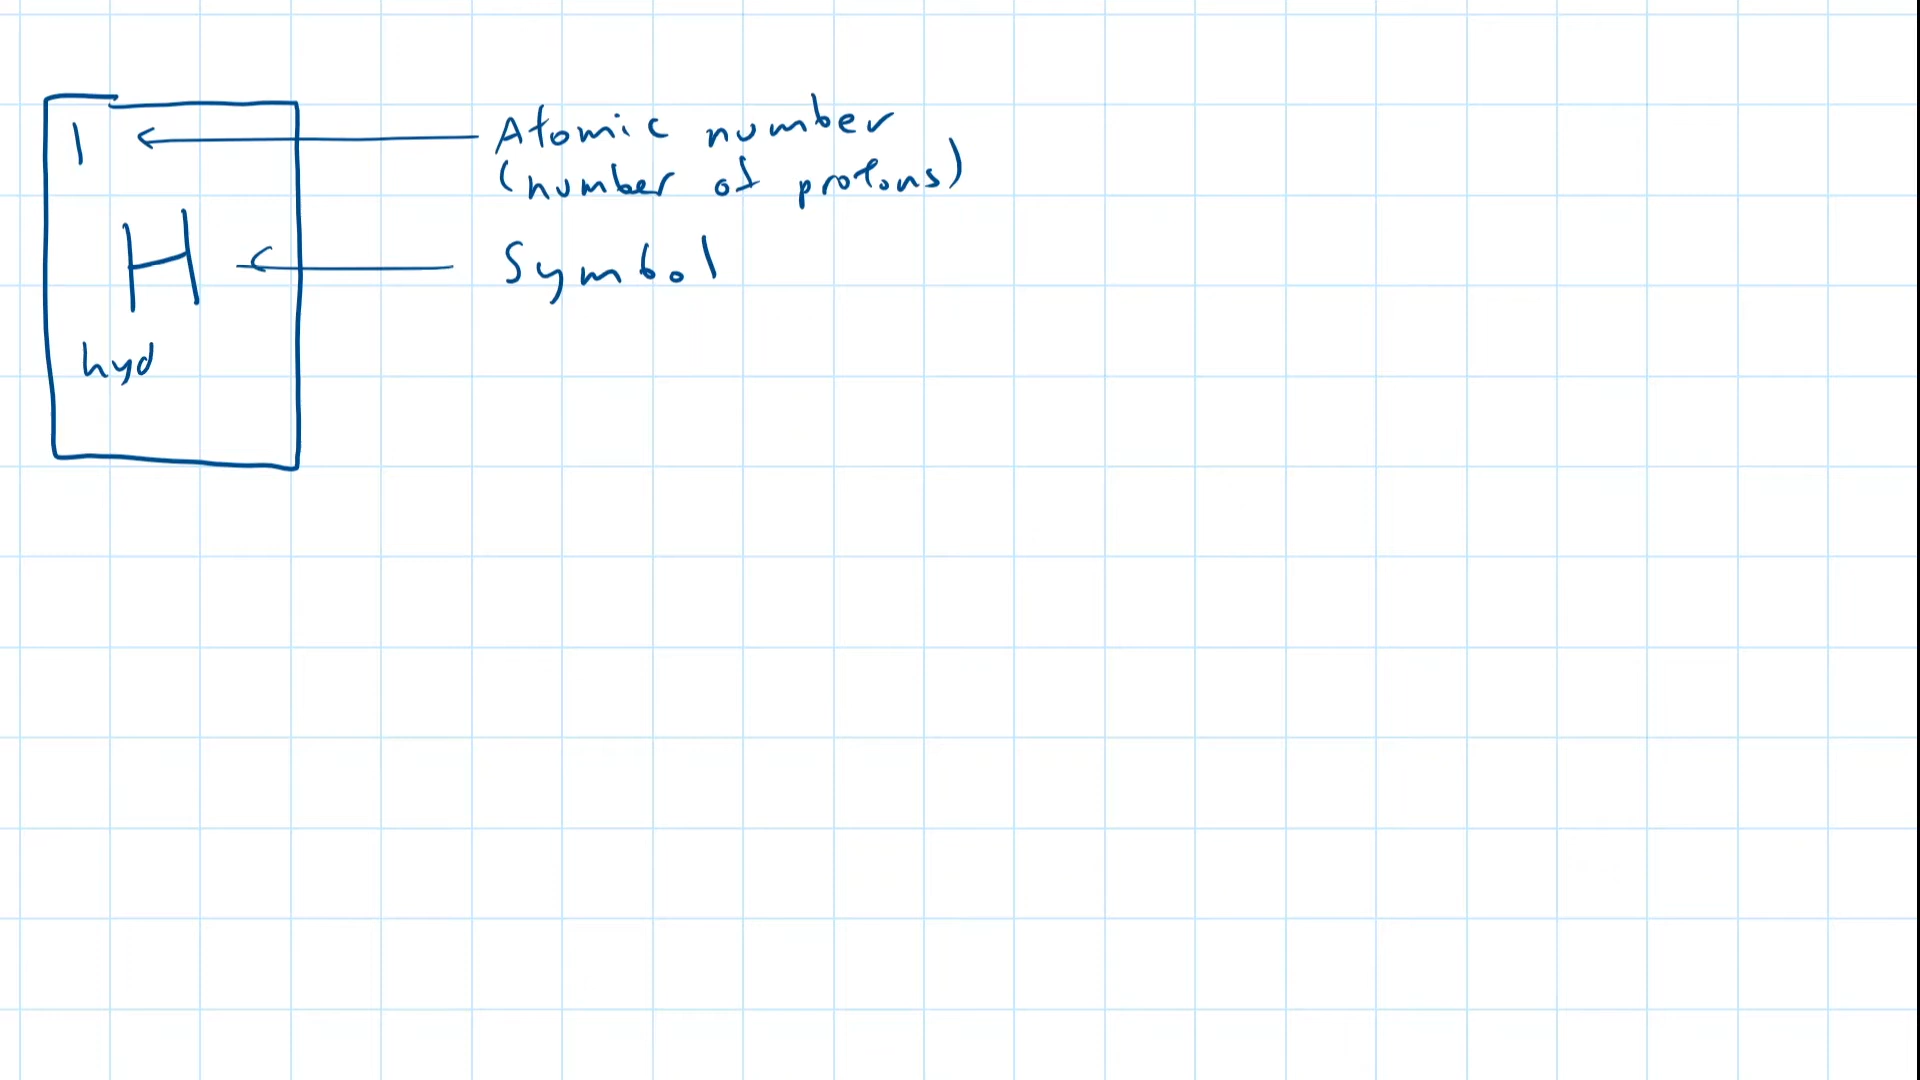 1
Atomic number
(number of protons)
H
Symbol
hyd